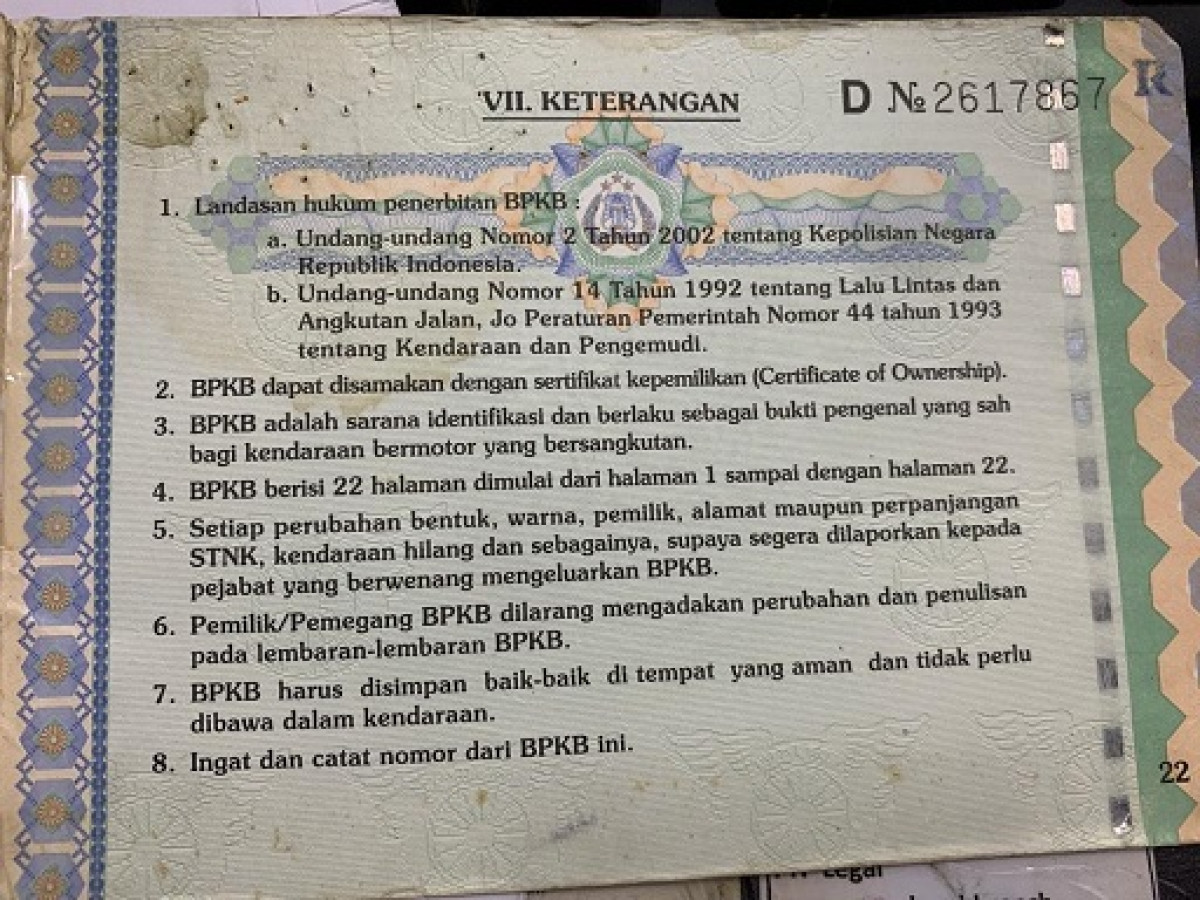 VII. KETERANGAN
D № 2617867
R
1. Landasan hukum penerbitan BPKB :
a. Undang-undang Nomor 2 Tahun 2002 tentang Kepolisian Negara
Republik Indonesia.
b. Undang-undang Nomor 14 Tahun 1992 tentang Lalu Lintas dan
Angkutan Jalan, Jo Peraturan Pemerintah Nomor 44 tahun 1993
tentang Kendaraan dan Pengemudi.
2. BPKB dapat disamakan dengan sertifikat kepemilikan (Certificate of Ownership).
3. BPKB adalah sarana identifikasi dan berlaku sebagai bukti pengenal yang sah
bagi kendaraan bermotor yang bersangkutan.
4. BPKB berisi 22 halaman dimulai dari halaman 1 sampai dengan halaman 22.
5. Setiap perubahan bentuk, warna, pemilik, alamat maupun perpanjangan
STNK, kendaraan hilang dan sebagainya, supaya segera dilaporkan kepada
pejabat yang berwenang mengeluarkan BPKB.
6. Pemilik/Pemegang BPKB dilarang mengadakan perubahan dan penulisan
pada lembaran-lembaran BPKB.
7. BPKB harus disimpan baik-baik di tempat yang aman dan tidak perlu
dibawa dalam kendaraan.
8. Ingat dan catat nomor dari BPKB ini.
22
Legal